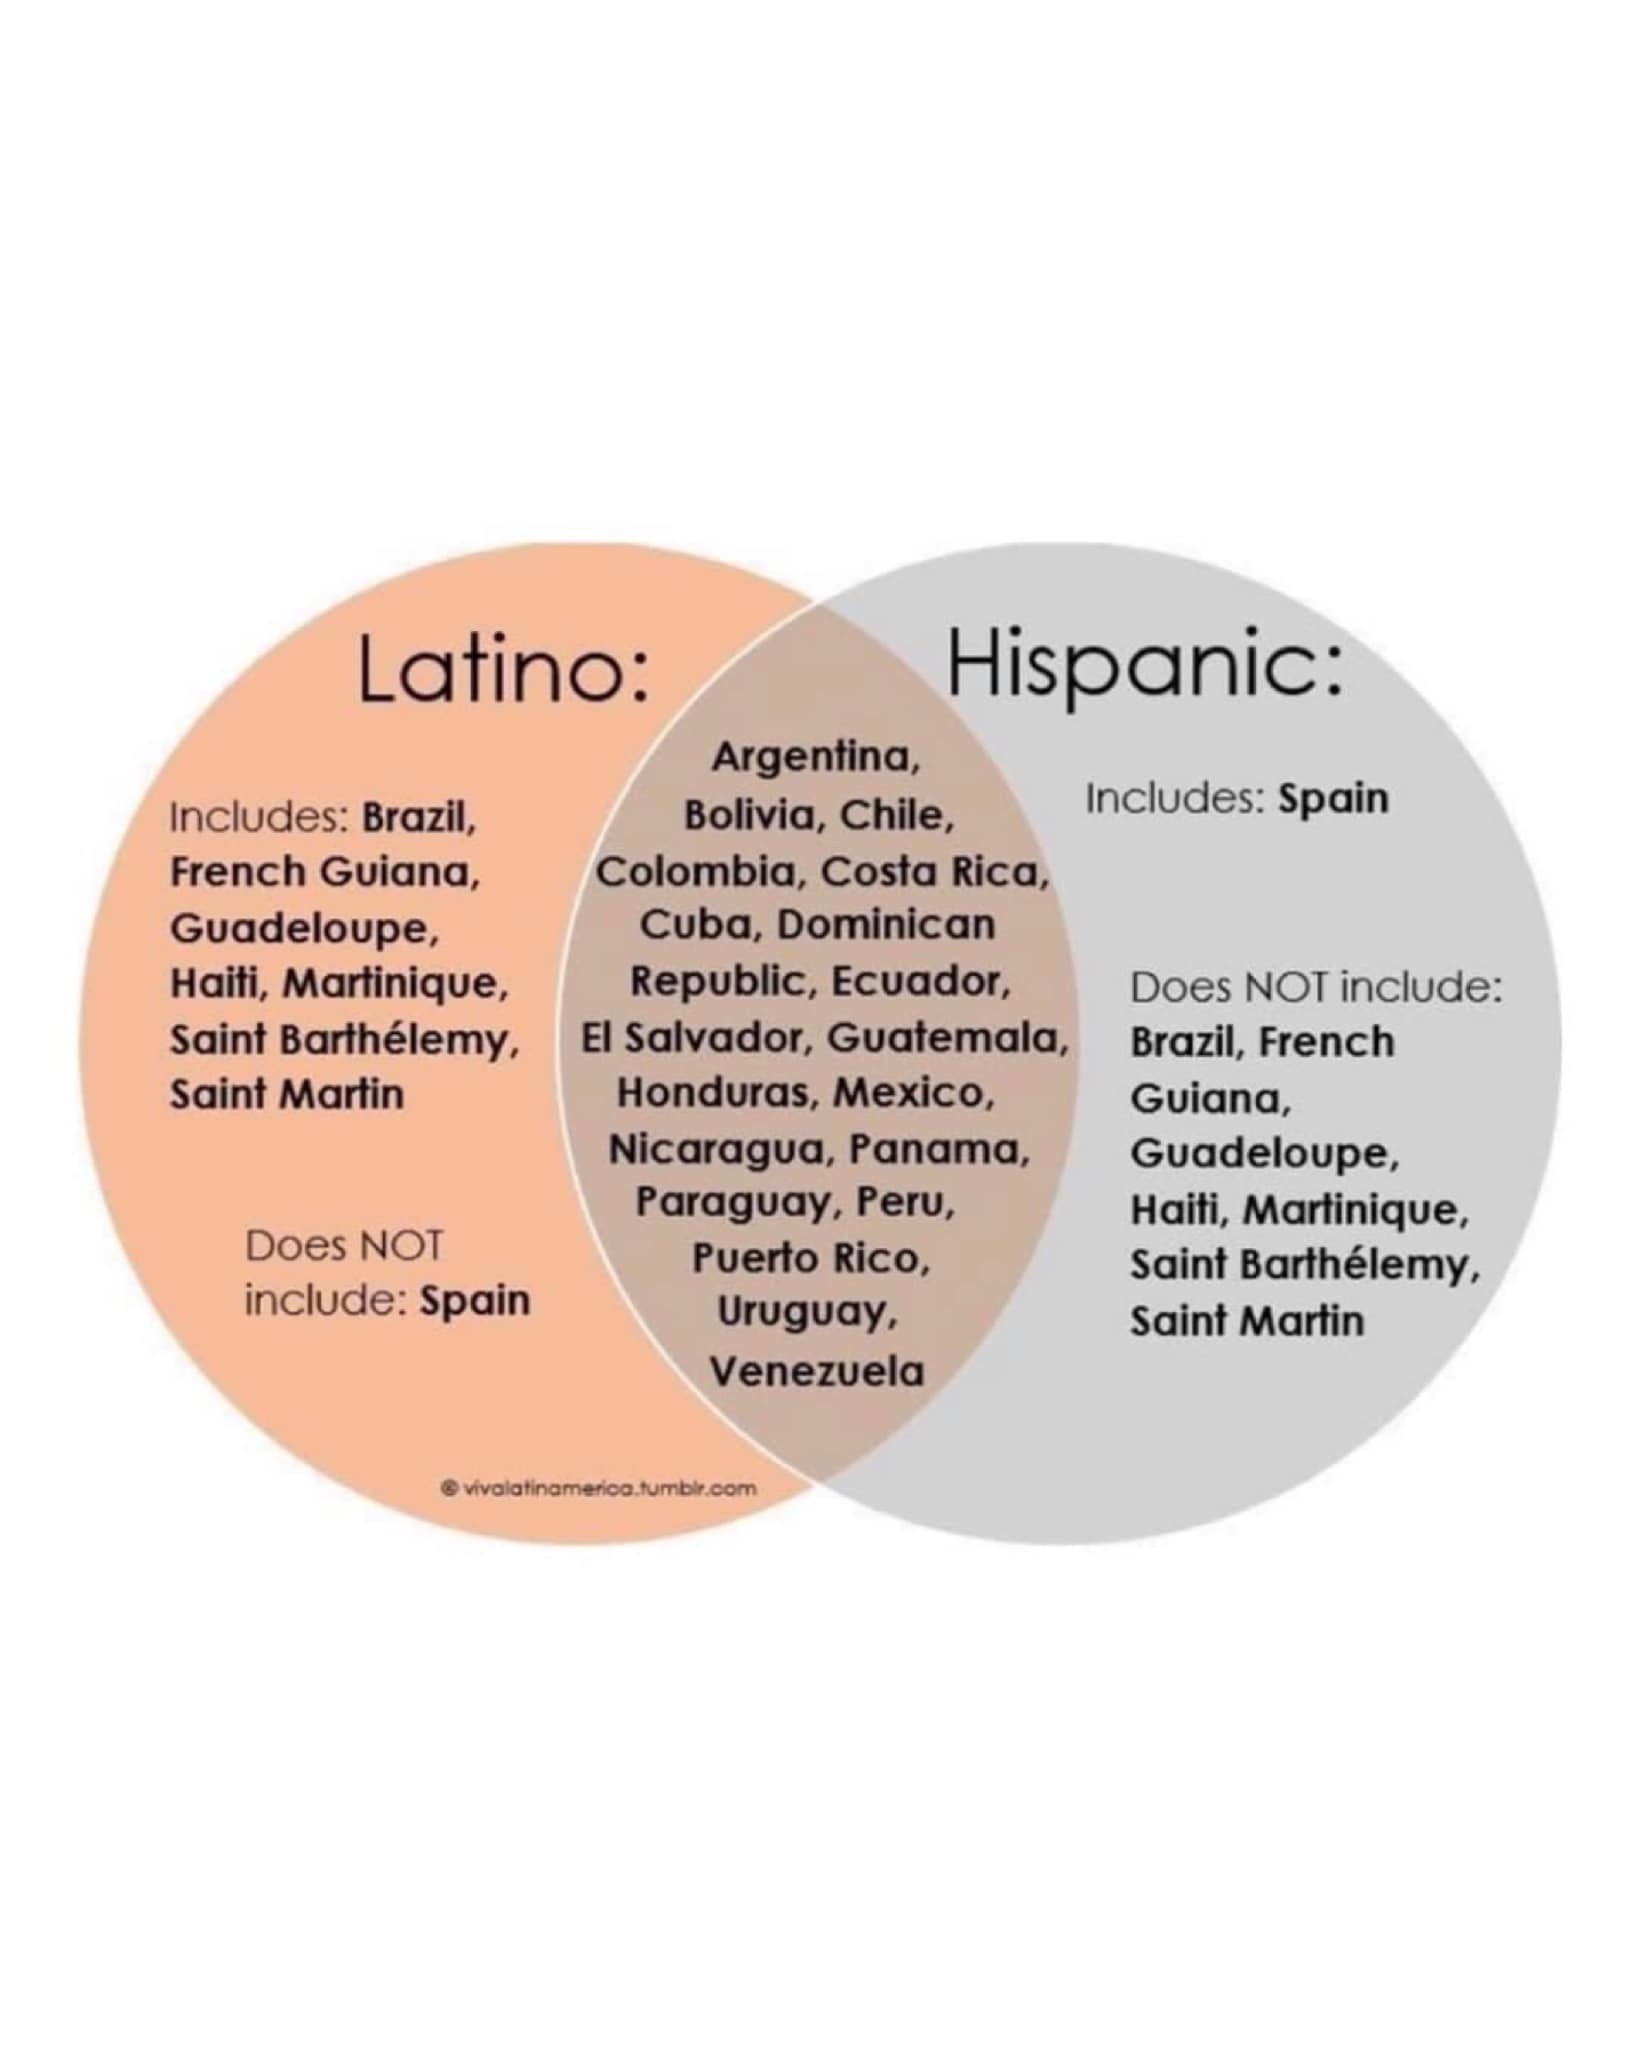 Latino:
Includes: Brazil,
French Guiana,
Guadeloupe,
Haiti, Martinique,
Saint Barthélemy,
Saint Martin
Does NOT
include: Spain
© vivalatinamerica.tumblr.com
Argentina,
Bolivia, Chile,
Colombia, Costa Rica,
Cuba, Dominican
Republic, Ecuador,
El Salvador, Guatemala,
Honduras, Mexico,
Nicaragua, Panama,
Paraguay, Peru,
Puerto Rico,
Uruguay,
Venezuela
Hispanic:
Includes: Spain
Does NOT include:
Brazil, French
Guiana,
Guadeloupe,
Haiti, Martinique,
Saint Barthélemy,
Saint Martin